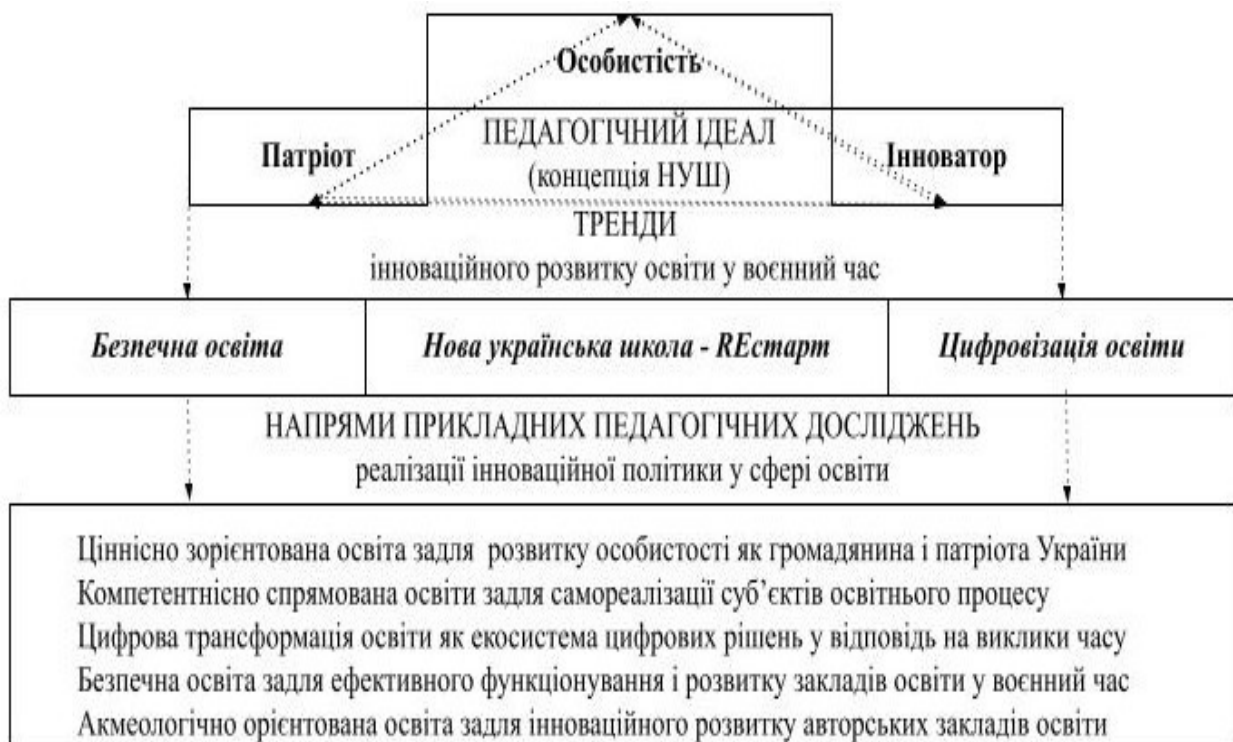 Особистість
Патріот
ПЕДАГОГІЧНИЙ ІДЕАЛ
(концепція НУШ)
Інноватор
ТРЕНДИ
інноваційного розвитку освіти у воєнний час
Безпечна освіта
Нова українська школа - REстарт
Цифровізація освіти
НАПРЯМИ ПРИКЛАДНИХ ПЕДАГОГІЧНИХ ДОСЛІДЖЕНЬ
реалізації інноваційної політики у сфері освіти
Ціннісно зорієнтована освіта задля розвитку особистості як громадянина і патріота України
Компетентнісно спрямована освіти задля самореалізації суб’єктів освітнього процесу
Цифрова трансформація освіти як екосистема цифрових рішень у відповідь на виклики часу
Безпечна освіта задля ефективного функціонування і розвитку закладів освіти у воєнний час
Акмеологічно орієнтована освіта задля інноваційного розвитку авторських закладів освіти